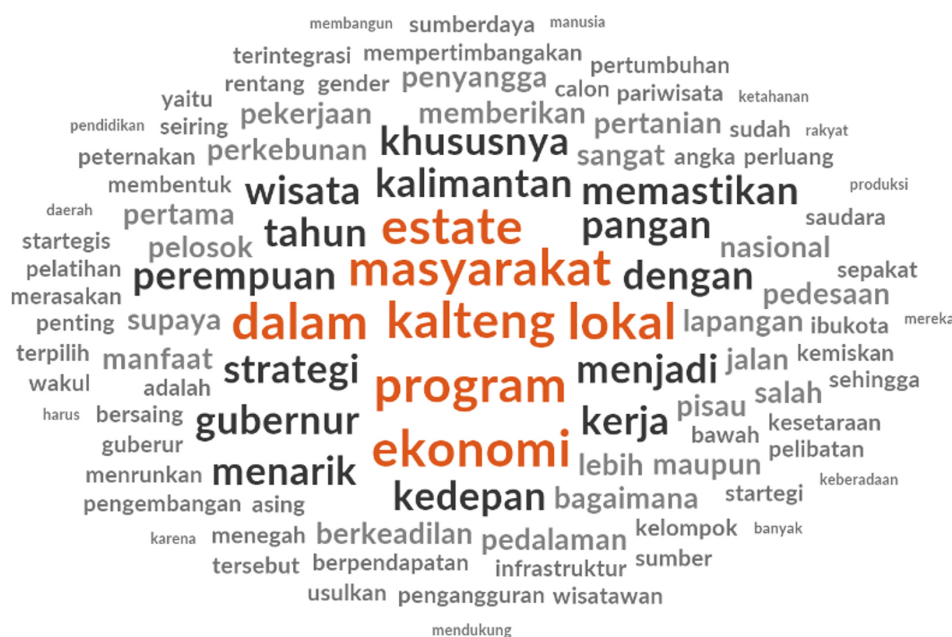 membangun sumberdaya manusia
terintegrasi mempertimbangakan pertumbuhan
rentang gender penyangga calon pariwisata ketahanan
yaitu pekerjaan memberikan pertanian sudah rakyat
pendidikan seiring khususnya
peternakan perkebunan sangat angka perluang
membentuk wisata kalimantan memastikan produksi
daerah pertama tahun estate pangan saudara
startegis pelosok nasional
pelatihan perempuan masyarakat dengan sepakat
merasakan pedesaan
penting supaya dalam kalteng lokal lapangan ibukota mereka
terpilih manfaat strategi menjadi jalan kemiskan
wakul adalah program salah sehingga
harus bersaing gubernur kerja pisau kesetaraan
guberur ekonomi bawah pelibatan
menrunkan menarik lebih maupun keberadaan
pengembangan asing kedepan bagaimana startegi
karena menegah berkeadilan pedalaman kelompok banyak
tersebut berpendapatan infrastruktur sumber
usulkan pengangguran wisatawan
mendukung